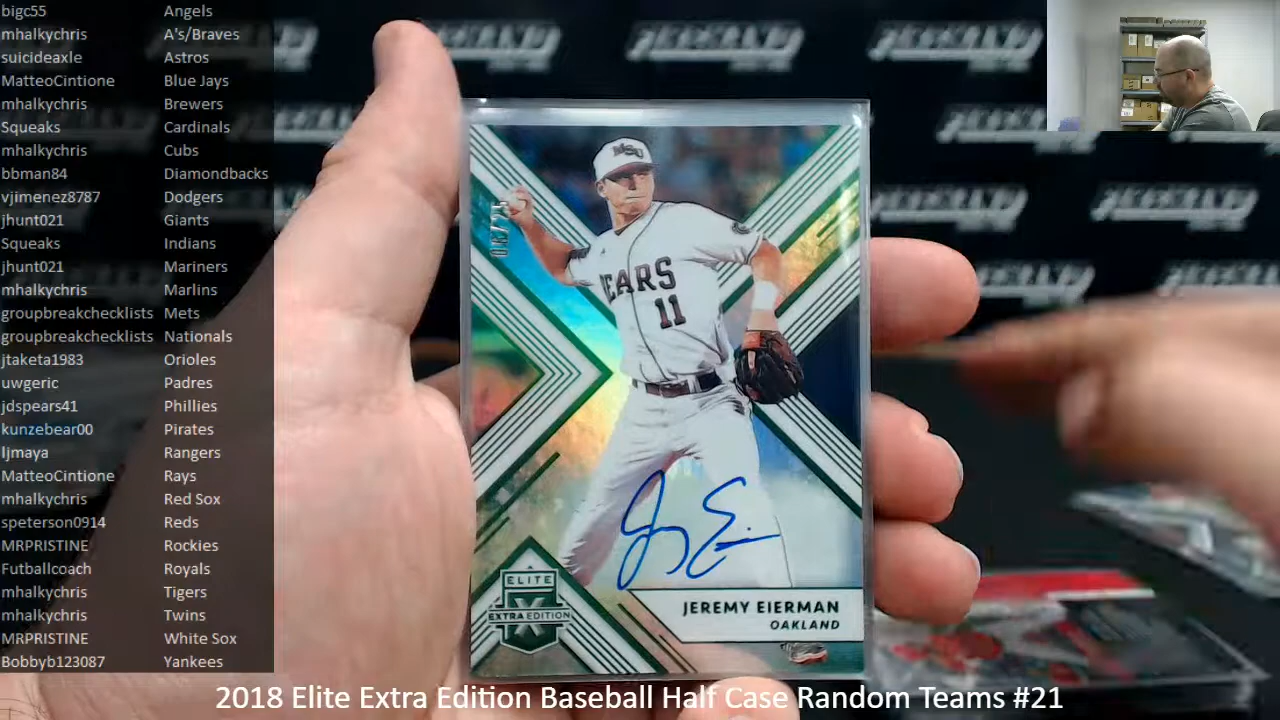 bigc55 Angels
mhalkychris A's/Braves
suicideaxle Astros
MatteoCintione Blue Jays
mhalkychris Brewers
Squeaks Cardinals
mhalkychris Cubs
bbman84 Diamondbacks
vjimenez8787 Dodgers
jhunt021 Giants
Squeaks Indians
jhunt021 Mariners
mhalkychris Marlins
groupbreakchecklists Mets
groupbreakchecklists Nationals
jtaketa1983 Orioles
uwgeric Padres
jdspears41 Phillies
kunzebear00 Pirates
ljmaya Rangers
MatteoCintione Rays
mhalkychris Red Sox
speterson0914 Reds
MRPRISTINE Rockies
Futballcoach Royals
mhalkychris Tigers
mhalkychris Twins
MRPRISTINE White Sox
Bobbyb123087 Yankees
MSU
EARS
11
ELITE
X
EXTRA EDITION
JEREMY EIERMAN
OAKLAND
2018 Elite Extra Edition Baseball Half Case Random Teams #21